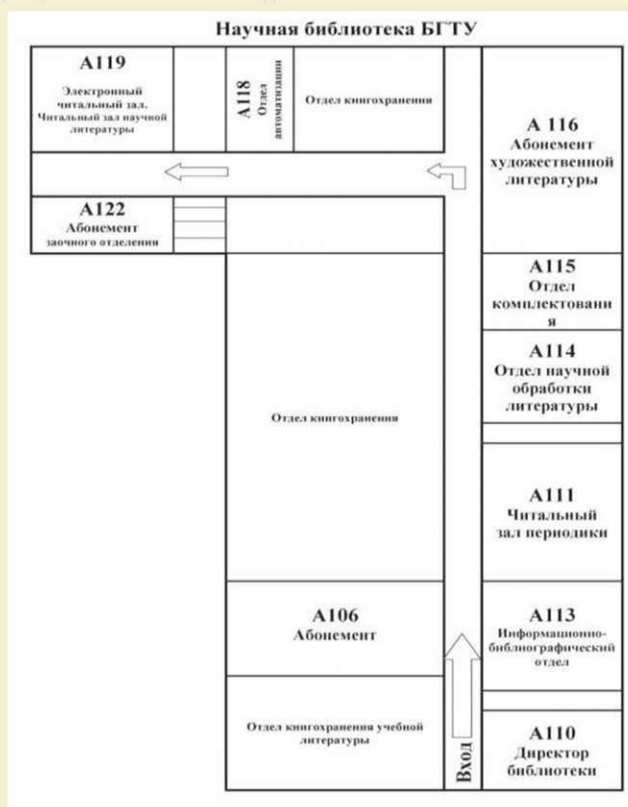 Научная библиотека БГТУ
А119
Электронный
читальный зал.
Читальный зал научной
литературы
А118
Отдел
автоматизации
Отдел книгохранения
А 116
Абонемент
художественной
литературы
А122
Абонемент
заочного отделения
А115
Отдел
комплектовани
я
А114
Отдел научной
обработки
литературы
Отдел книгохранения
А111
Читальный
зал периодики
А106
Абонемент
А113
Информационно-
библиографический
отдел
Отдел книгохранения учебной
литературы
Вход
А110
Директор
библиотеки